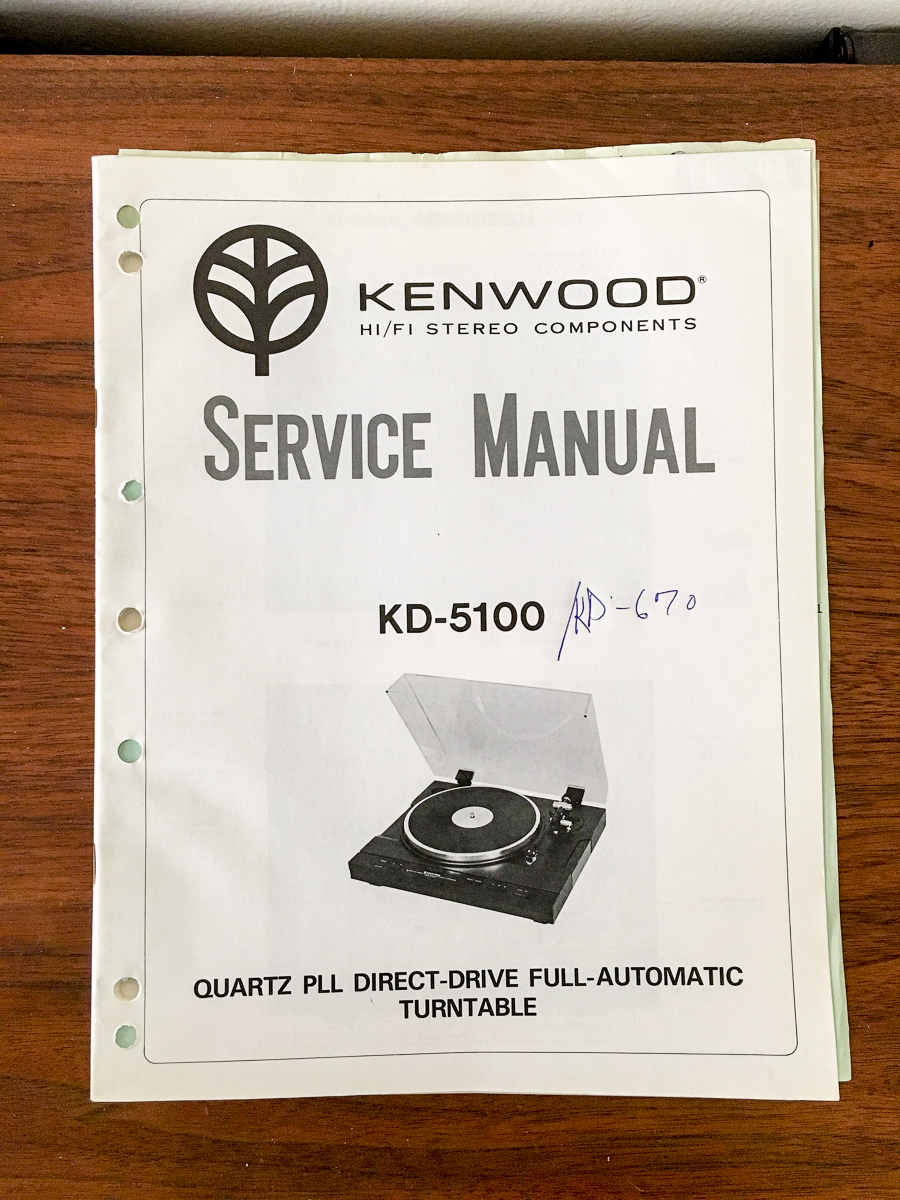 KENWOOD®
HI/FI STEREO COMPONENTS
SERVICE MANUAL
KD-5100 /KD-670
QUARTZ PLL DIRECT-DRIVE FULL-AUTOMATIC
TURNTABLE